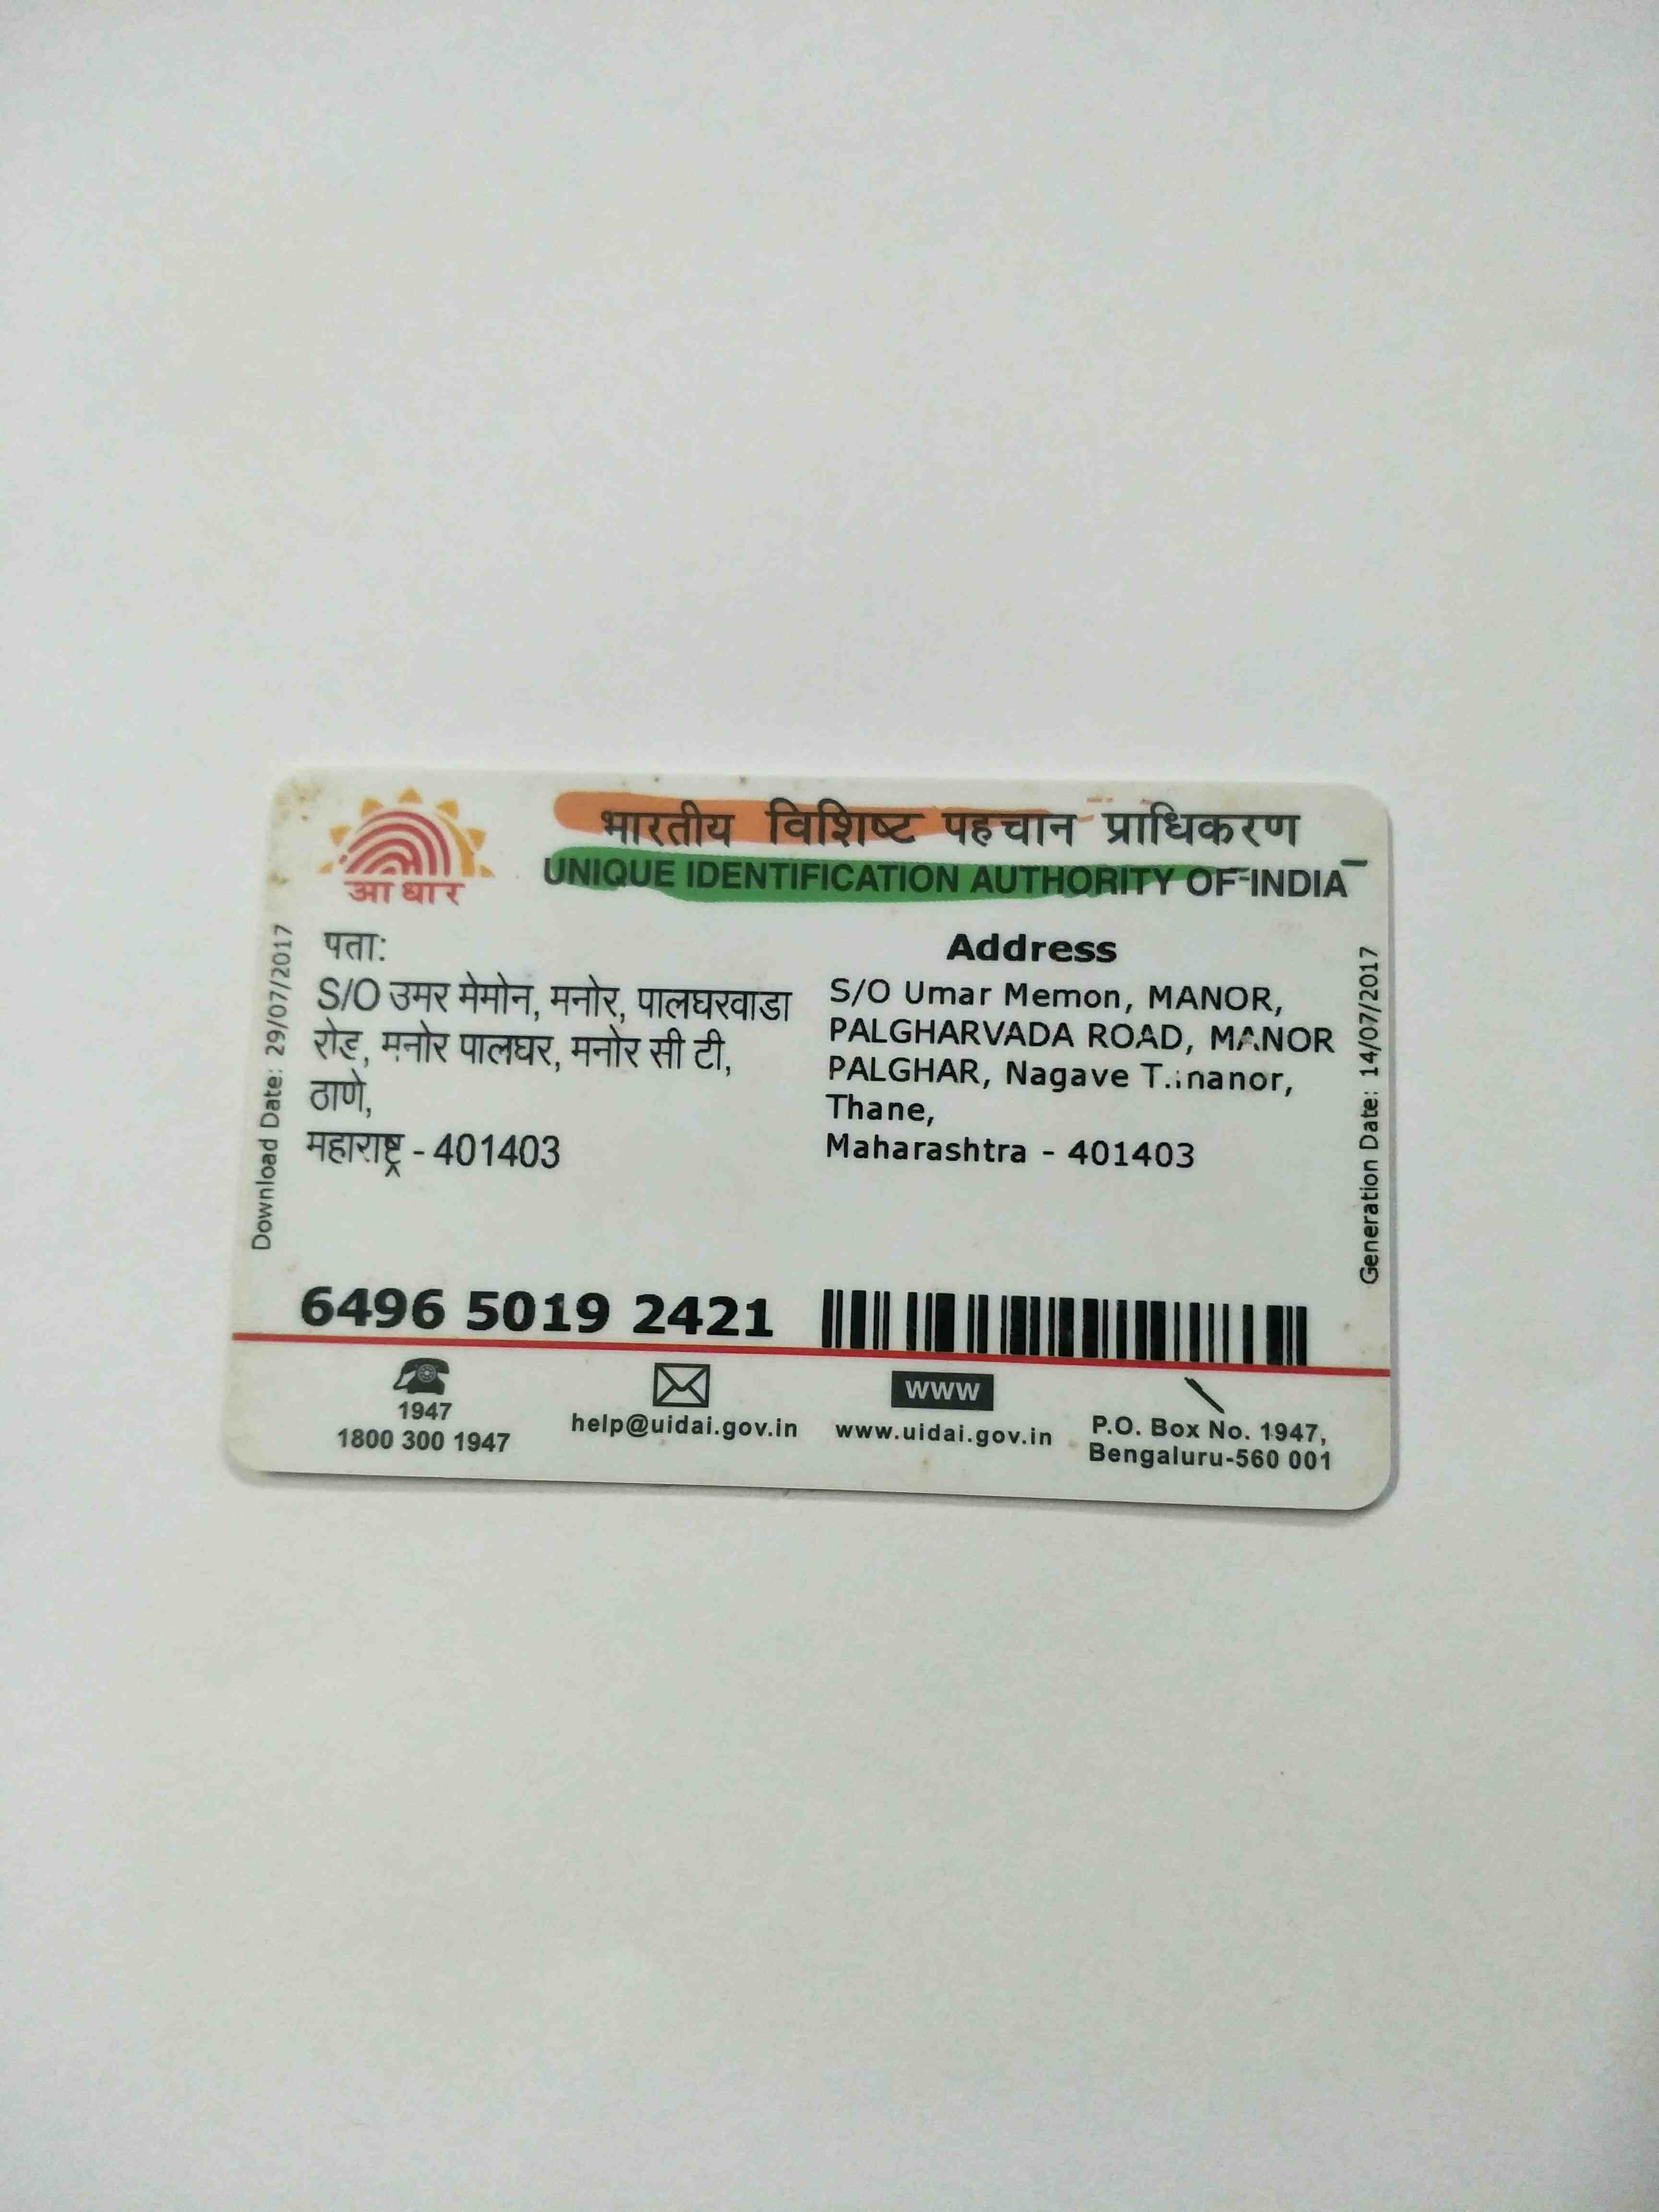 भारतीय विशिष्ट पहचान प्राधिकरण
UNIQUE IDENTIFICATION AUTHORITY OF INDIA
आधार
Download Date: 29/07/2017
पता:
S/O उमर मेमोन, मनोर, पालघरवाडा
रोड, मनोर पालघर, मनोर सी टी,
ठाणे,
महाराष्ट्र - 401403
Address
S/O Umar Memon, MANOR,
PALGHARVADA ROAD, MANOR
PALGHAR, Nagave
Thane,
Maharashtra - 401403
Generation Date: 14/07/2017
6496 5019 2421
1947
1800 300 1947
help@uidai.gov.in
WWW
www.uidai.gov.in
P.O. Box No. 1947,
Bengaluru-560 001